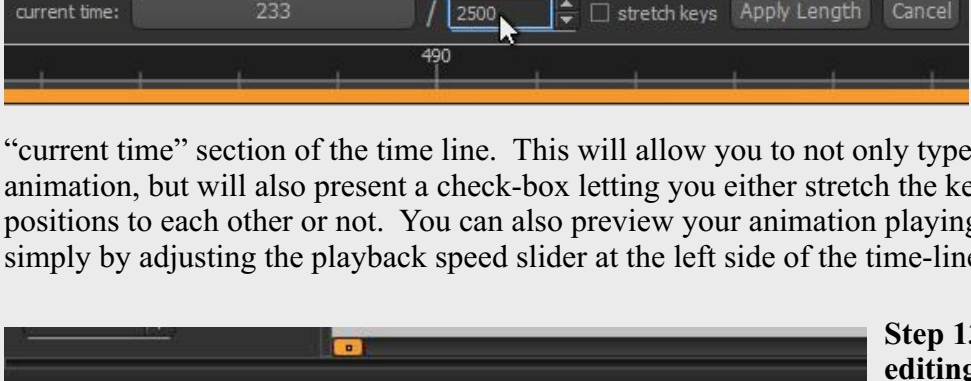 current time: 233 / 2500 stretch keys Apply Length Cancel
490
“current time” section of the time line. This will allow you to not only type
animation, but will also present a check-box letting you either stretch the ke
positions to each other or not. You can also preview your animation playing
simply by adjusting the playback speed slider at the left side of the time-line
Step 13
editing